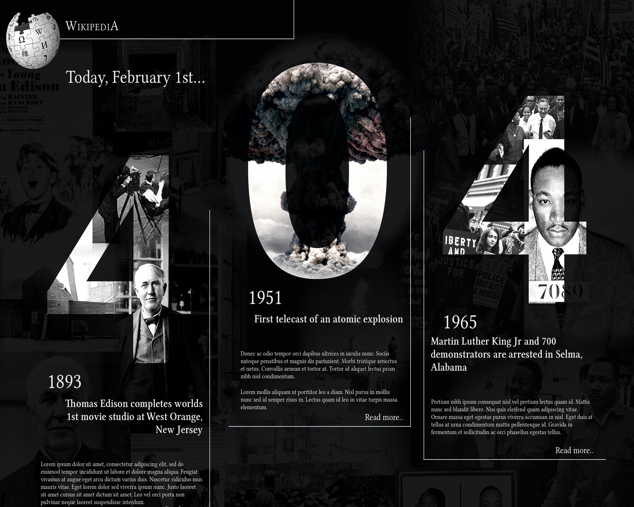 WIKIPEDIA
Today, February 1st...
4
0
4
1893
Thomas Edison completes worlds
1st movie studio at West Orange,
New Jersey
Lorem ipsum dolor sit amet, consectetur adipiscing elit, sed do
eiusmod tempor incididunt ut labore et dolore magna aliqua. Feugiat
vivamus at augue eget arcu dictum varius duis. Nascetur ridiculus mus
mauris vitae. Eget lorem dolor sed viverra ipsum nunc. Justo laoreet
sit amet cursus sit amet dictum sit amet. Leo vel orci porta non
pulvinar neque laoreet suspendisse interdum.
1951
First telecast of an atomic explosion
Donec ac odio tempor orci dapibus ultrices in iaculis nunc. Sociis
natoque penatibus et magnis dis parturient. Morbi tristique senectus
et netus. Convallis aenean et tortor at. Tortor id aliquet lectus proin
nibh nisl condimentum.
Lorem mollis aliquam ut porttitor leo a diam. Nisl purus in mollis
nunc sed id semper risus in. Lectus quam id leo in vitae turpis massa
elementum.
Read more..
1965
Martin Luther King Jr and 700
demonstrators are arrested in Selma,
Alabama
Pretium nibh ipsum consequat nisl vel pretium lectus quam id. Mattis
nunc sed blandit libero. Nisi quis eleifend quam adipiscing vitae.
Ornare massa eget egestas purus viverra accumsan in nisl. Eget duis at
tellus at urna condimentum mattis pellentesque id. Gravida in
fermentum et sollicitudin ac orci phasellus egestas tellus.
Read more..
LIBERTY
AND
7089